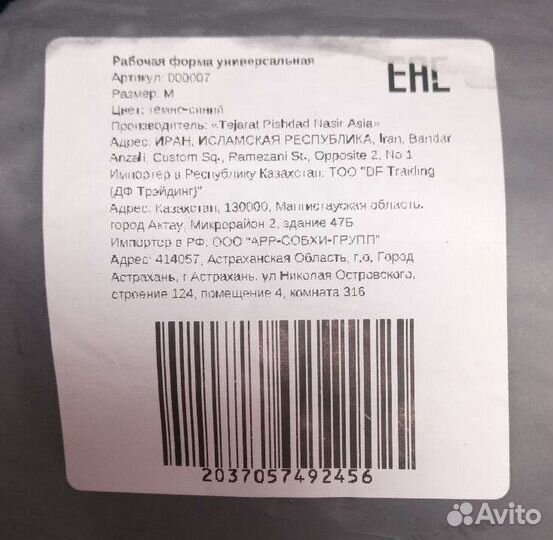 Рабочая форма универсальная
Артикул: 000007
Размер: M
Цвет: тёмно-синий
Производитель: «Tejarat Pishdad Nasir Asia»
Адрес: ИРАН, ИСЛАМСКАЯ РЕСПУБЛИКА, Iran, Bandar
Anzali, Custom Sq., Ramezani St., Opposite 2, No 1
Импортер в Республику Казахстан: ТОО "DF Traiding
(ДФ Трэйдинг)"
Адрес: Казахстан, 130000, Мангистауская область,
город Актау, Микрорайон 2, здание 47Б
Импортер в РФ: ООО "АРР-СОБХИ-ГРУПП"
Адрес: 414057, Астраханская Область, г.о. Город
Астрахань, г Астрахань, ул Николая Островского,
строение 124, помещение 4, комната 316
EAC
2037057492456
Avito